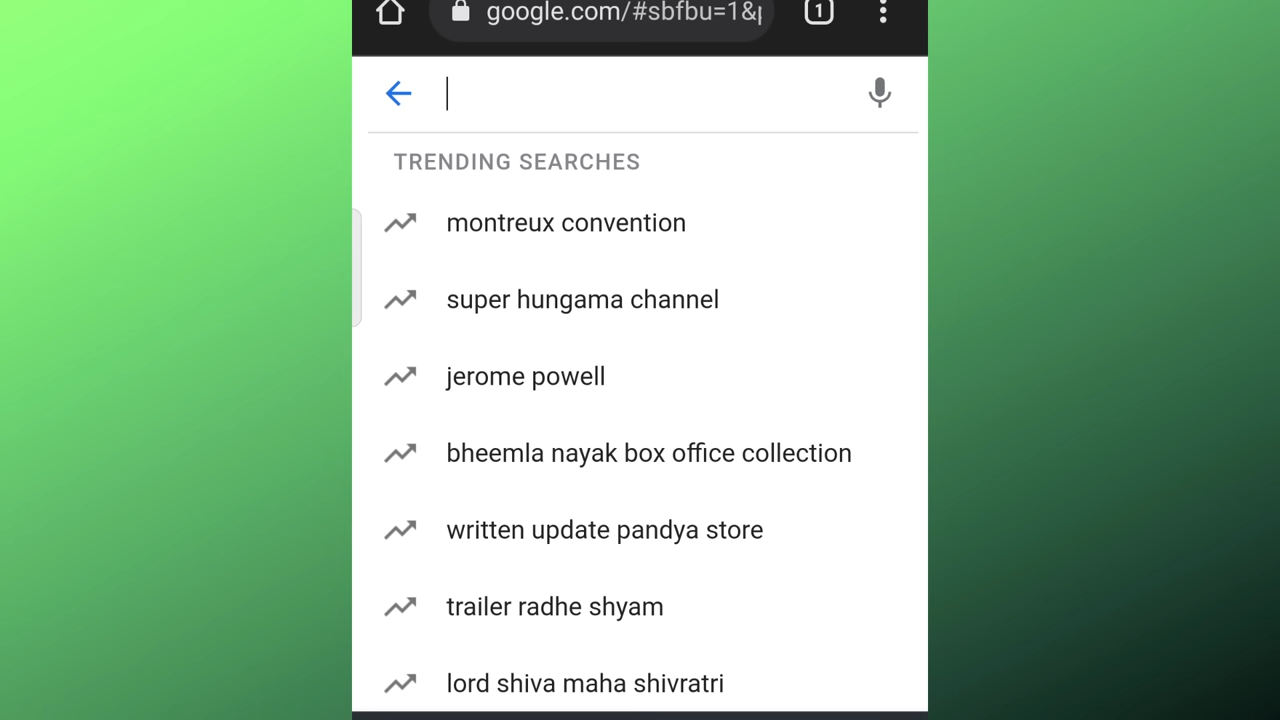 google.com/#sbfbu=1&
1
TRENDING SEARCHES
montreux convention
super hungama channel
jerome powell
bheemla nayak box office collection
written update pandya store
trailer radhe shyam
lord shiva maha shivratri